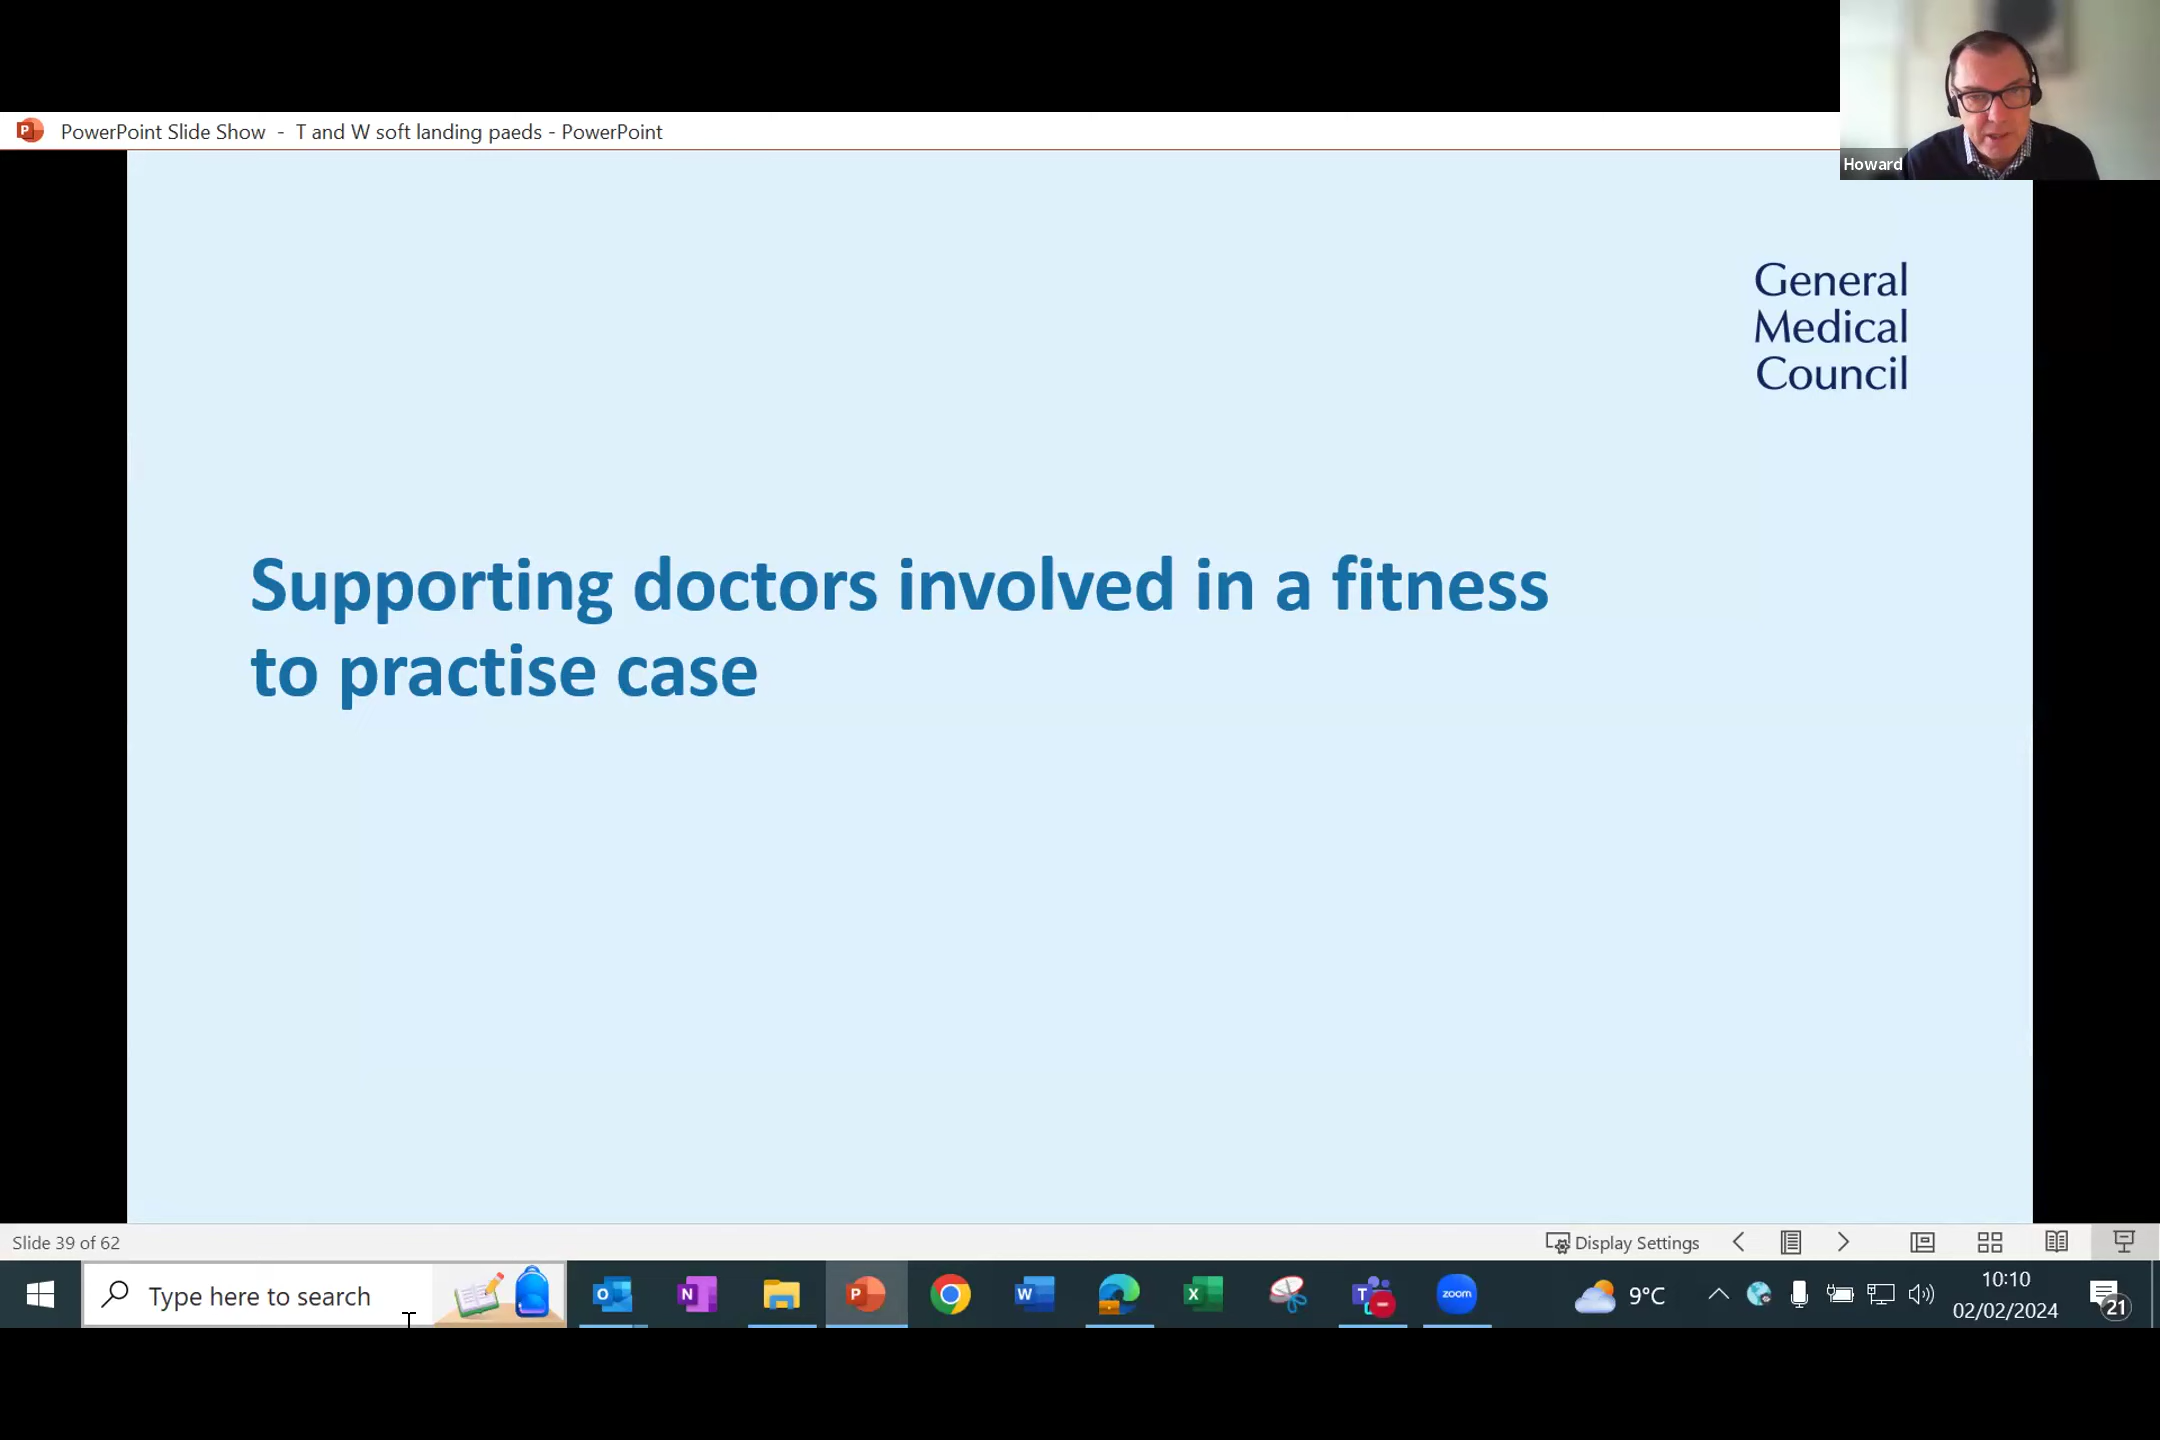 PowerPoint Slide Show - T and W soft landing paeds - PowerPoint
Howard
General
Medical
Council
Supporting doctors involved in a fitness
to practise case
Slide 39 of 62
Display Settings
Type here to search
zoom
9°C
10:10
02/02/2024
21